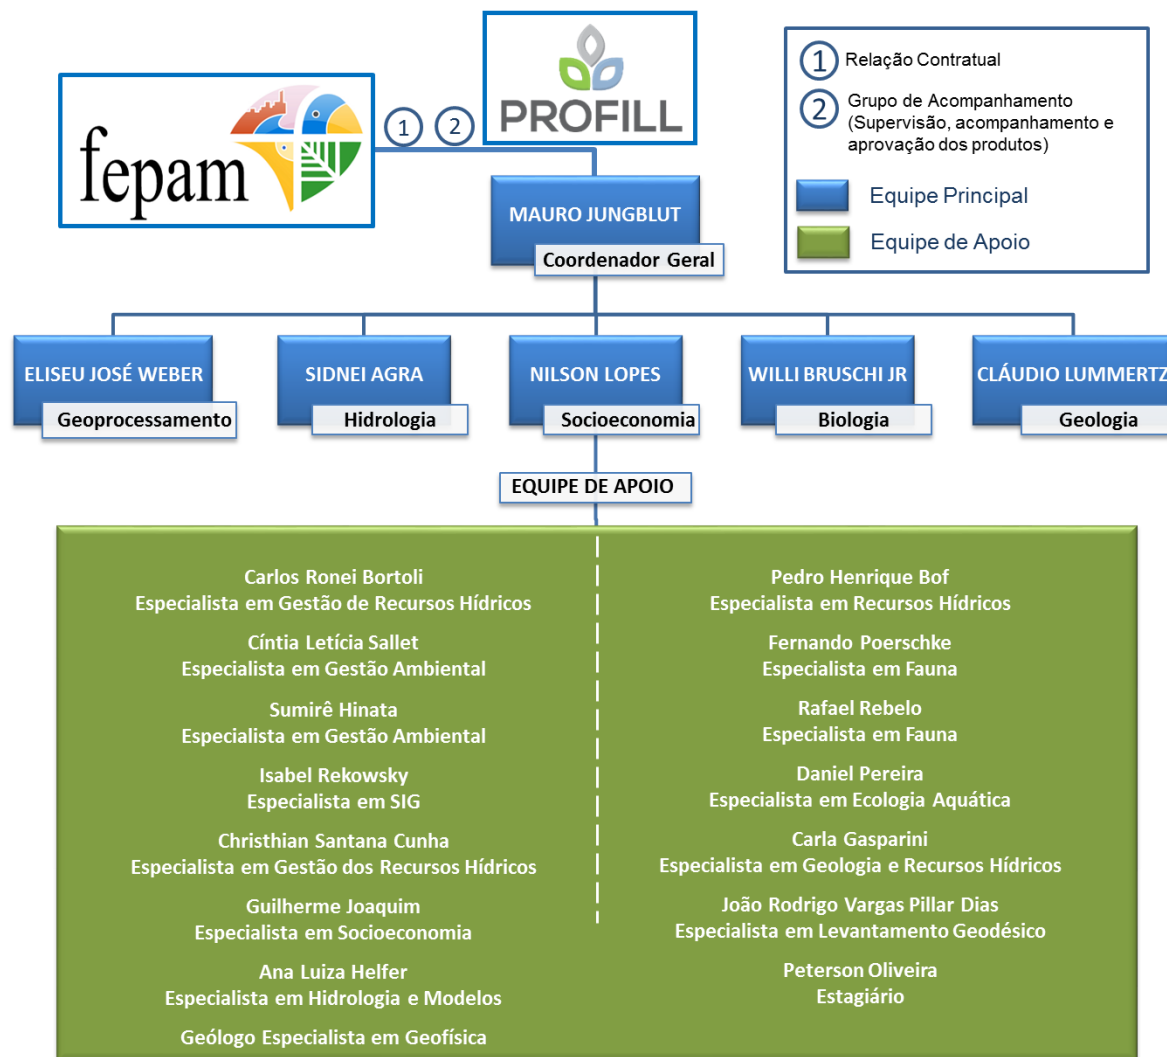 fepam
1
2
PROFILL
1 Relação Contratual
2 Grupo de Acompanhamento
(Supervisão, acompanhamento e
aprovação dos produtos)
Equipe Principal
Equipe de Apoio
MAURO JUNGBLUT
Coordenador Geral
ELISEU JOSÉ WEBER
Geoprocessamento
SIDNEI AGRA
Hidrologia
NILSON LOPES
Socioeconomia
WILLI BRUSCHI JR
Biologia
CLÁUDIO LUMMERTZ
Geologia
EQUIPE DE APOIO
Carlos Ronei Bortoli
Especialista em Gestão de Recursos Hídricos
Cíntia Letícia Sallet
Especialista em Gestão Ambiental
Sumirê Hinata
Especialista em Gestão Ambiental
Isabel Rekowsky
Especialista em SIG
Christhian Santana Cunha
Especialista em Gestão dos Recursos Hídricos
Guilherme Joaquim
Especialista em Socioeconomia
Ana Luiza Helfer
Especialista em Hidrologia e Modelos
Geólogo Especialista em Geofísica
Pedro Henrique Bof
Especialista em Recursos Hídricos
Fernando Poerschke
Especialista em Fauna
Rafael Rebelo
Especialista em Fauna
Daniel Pereira
Especialista em Ecologia Aquática
Carla Gasparini
Especialista em Geologia e Recursos Hídricos
João Rodrigo Vargas Pillar Dias
Especialista em Levantamento Geodésico
Peterson Oliveira
Estagiário